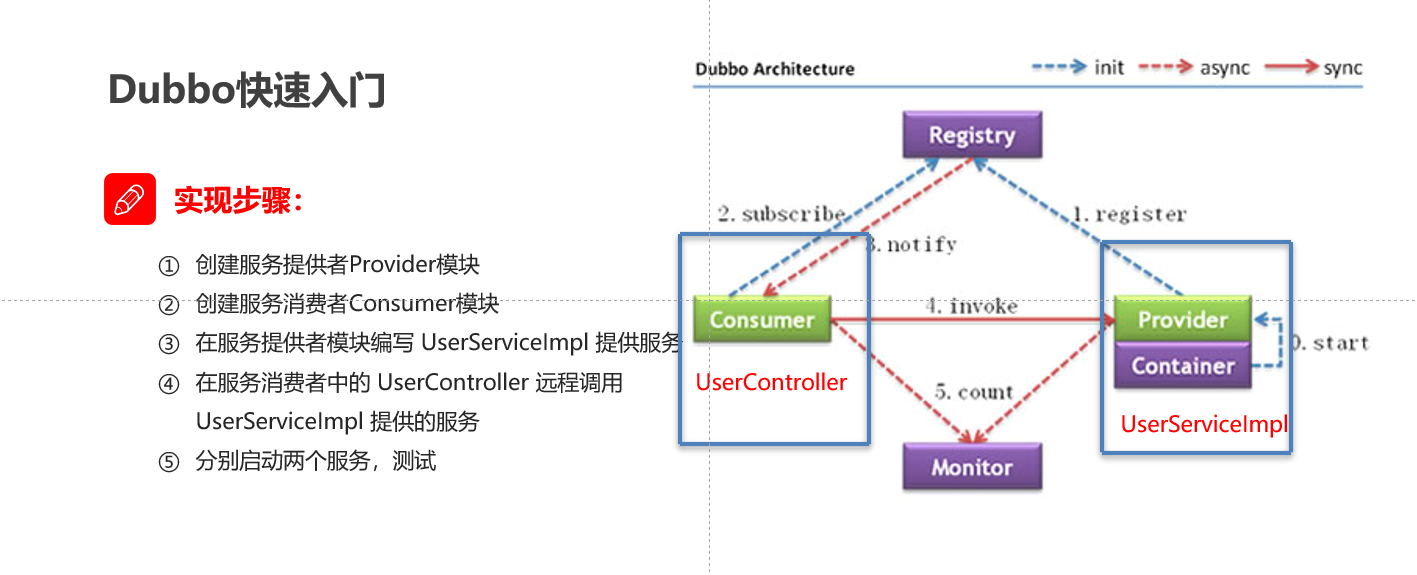 Dubbo快速入门
实现步骤：
① 创建服务提供者Provider模块
② 创建服务消费者Consumer模块
③ 在服务提供者模块编写 UserServiceImpl 提供服务
④ 在服务消费者中的 UserController 远程调用
UserServiceImpl 提供的服务
⑤ 分别启动两个服务，测试
Dubbo Architecture
init
async
sync
Registry
2.subscribe
1.register
3.notify
Consumer
4.invoke
Provider
0.start
Container
UserController
5.count
UserServiceImpl
Monitor